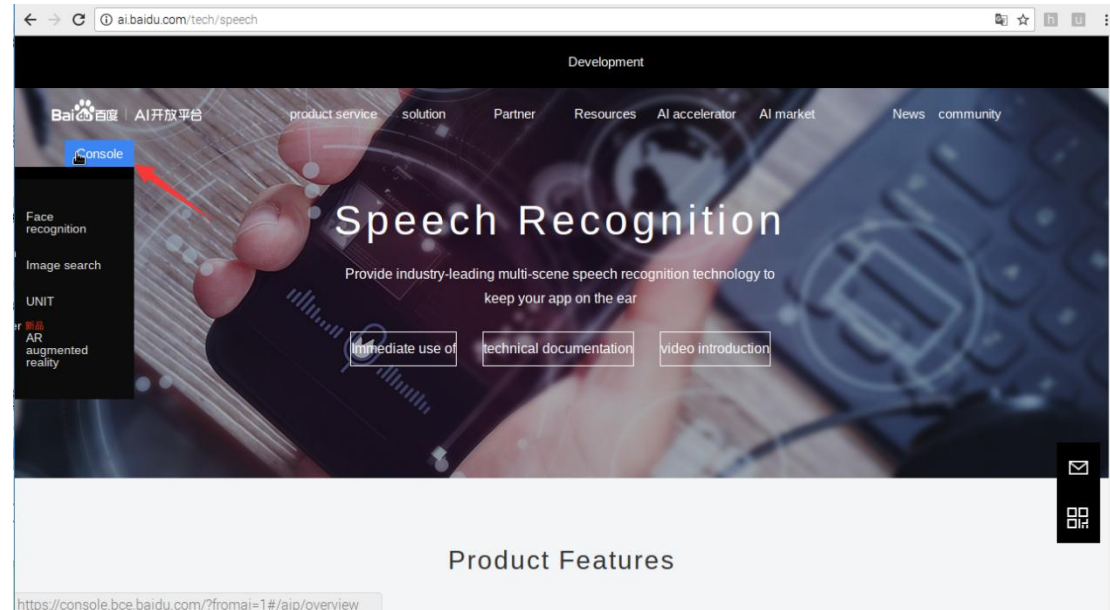 ai.baidu.com/tech/speech
h u
Development
Bai du 百度 | AI开放平台 product service solution Partner Resources AI accelerator AI market News community
Console
Face
recognition
Image search
UNIT
er 新品
AR
augmented
reality
Speech Recognition
Provide industry-leading multi-scene speech recognition technology to
keep your app on the ear
Immediate use of technical documentation video introduction
Product Features
https://console.bce.baidu.com/?fromai=1#/aip/overview